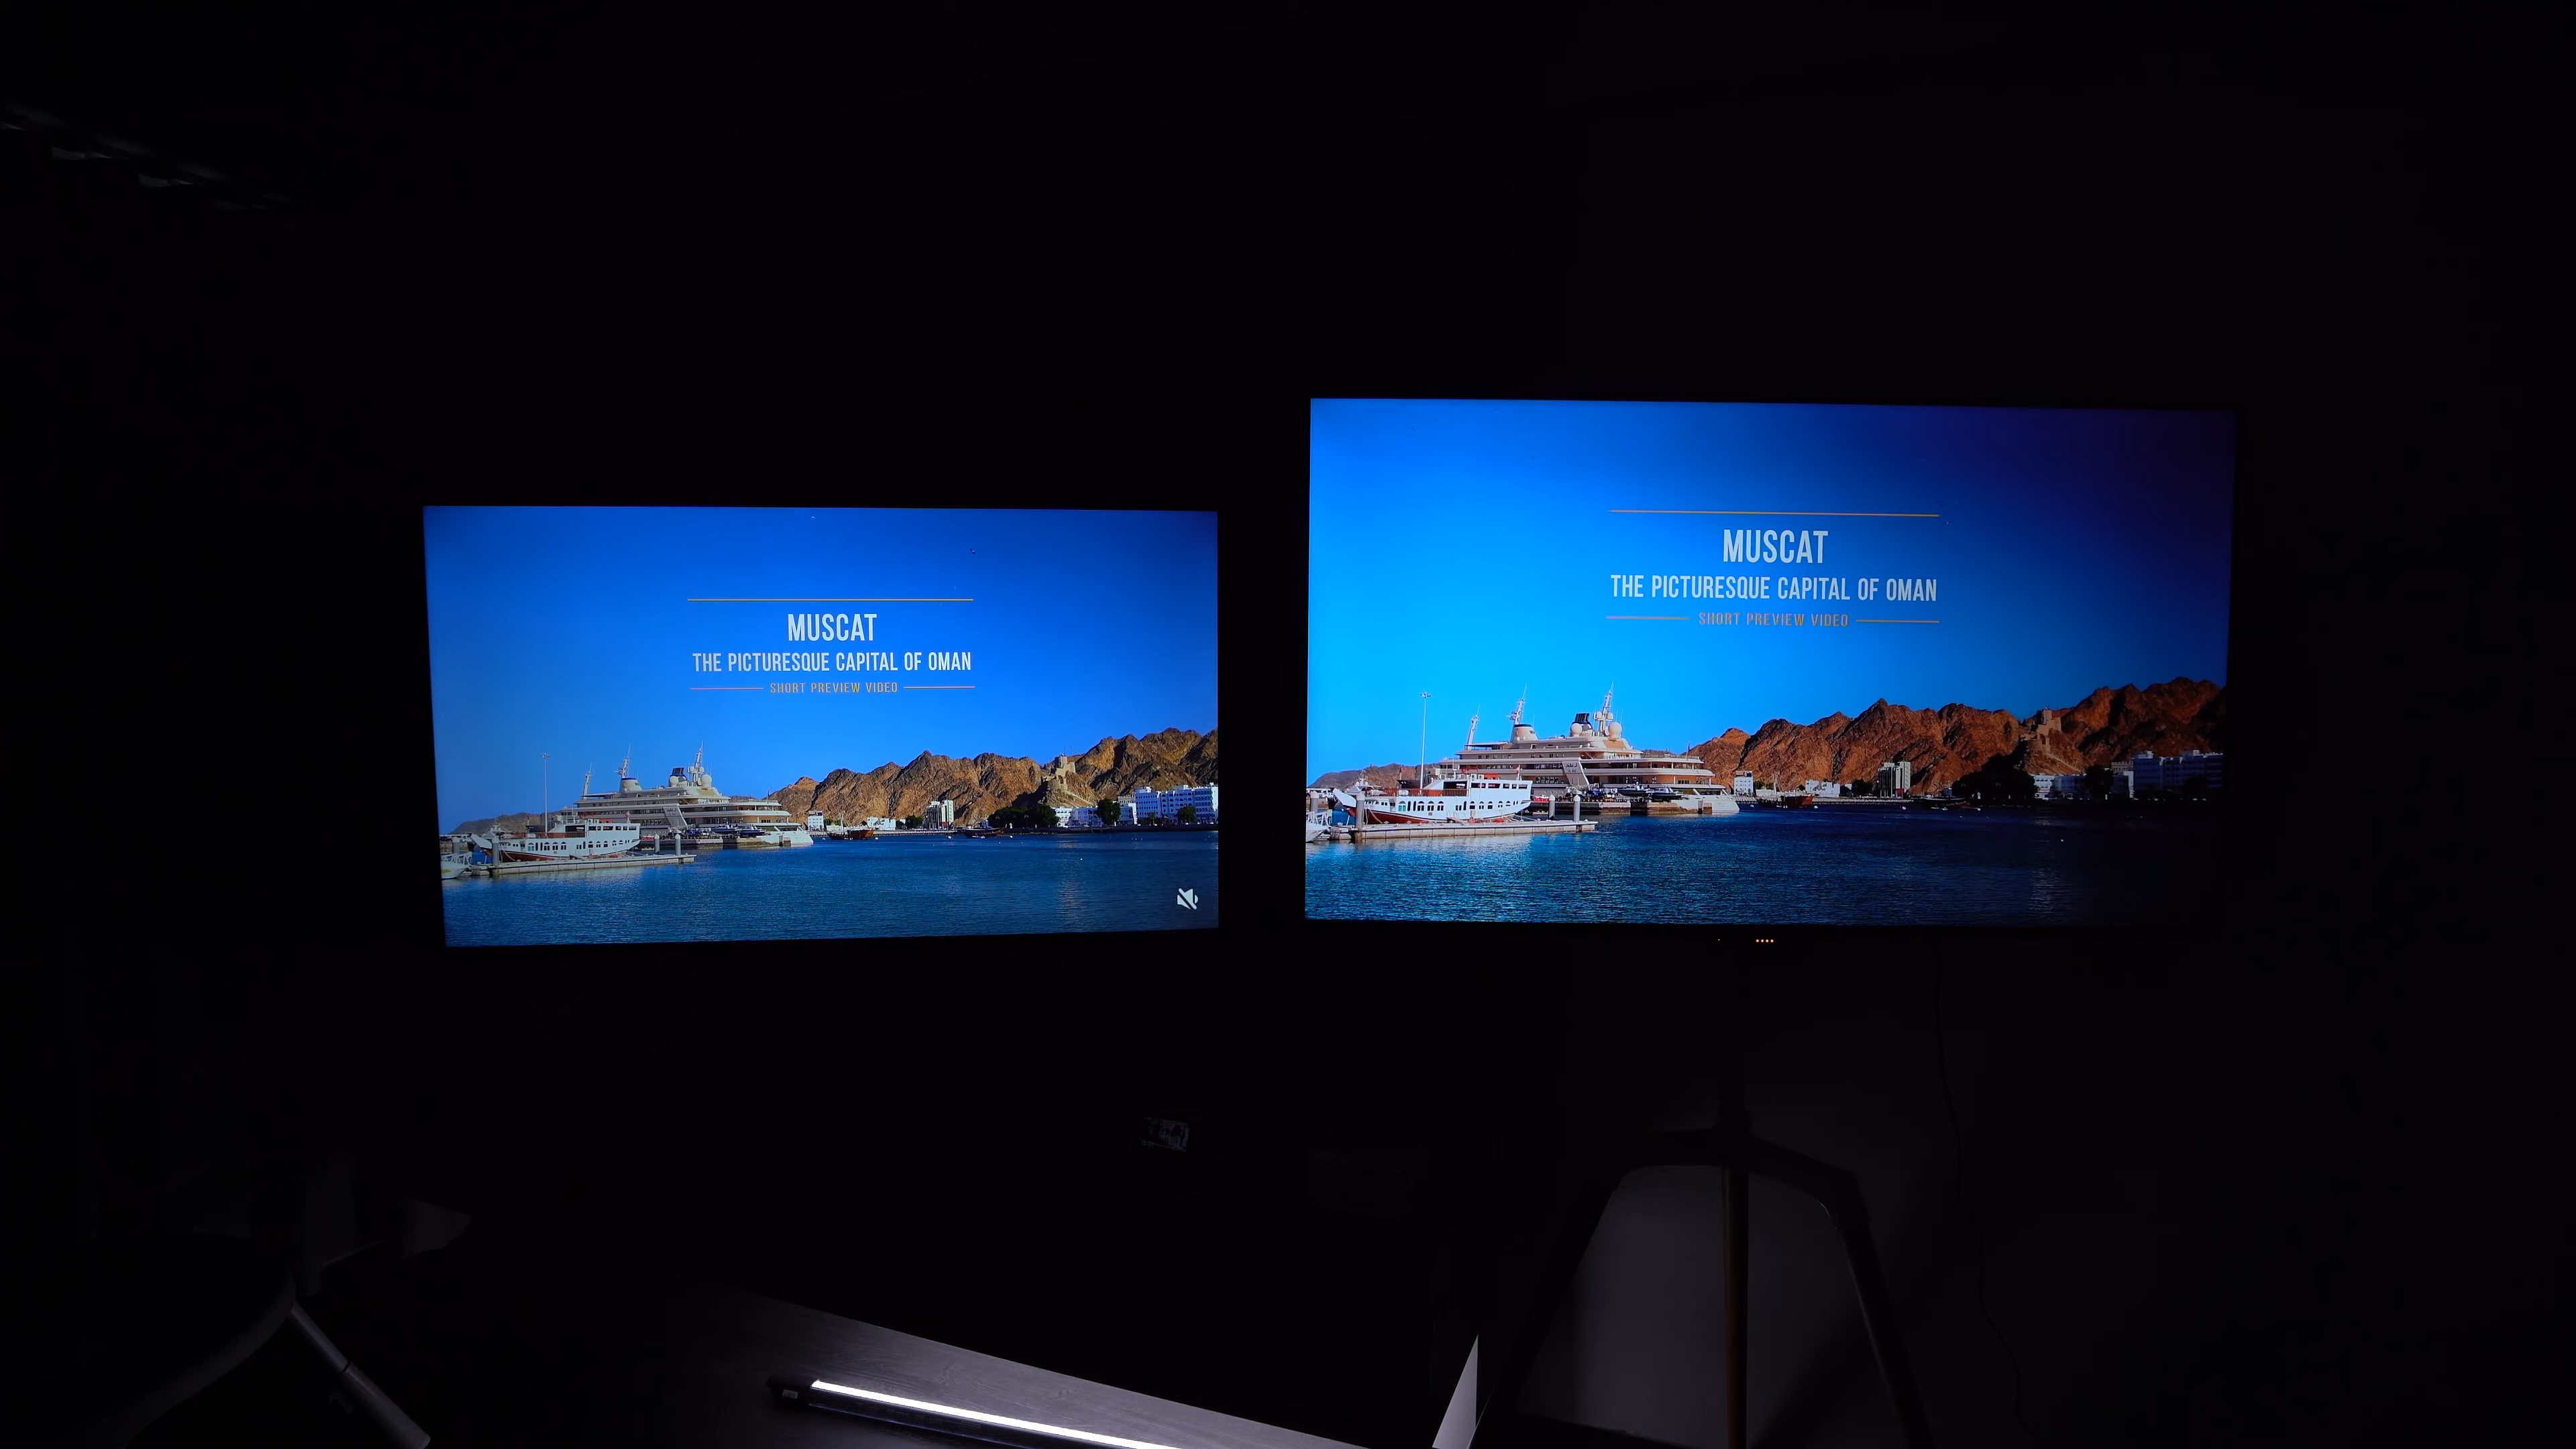 MUSCAT
THE PICTURESQUE CAPITAL OF OMAN
SHORT PREVIEW VIDEO
MUSCAT
THE PICTURESQUE CAPITAL OF OMAN
SHORT PREVIEW VIDEO